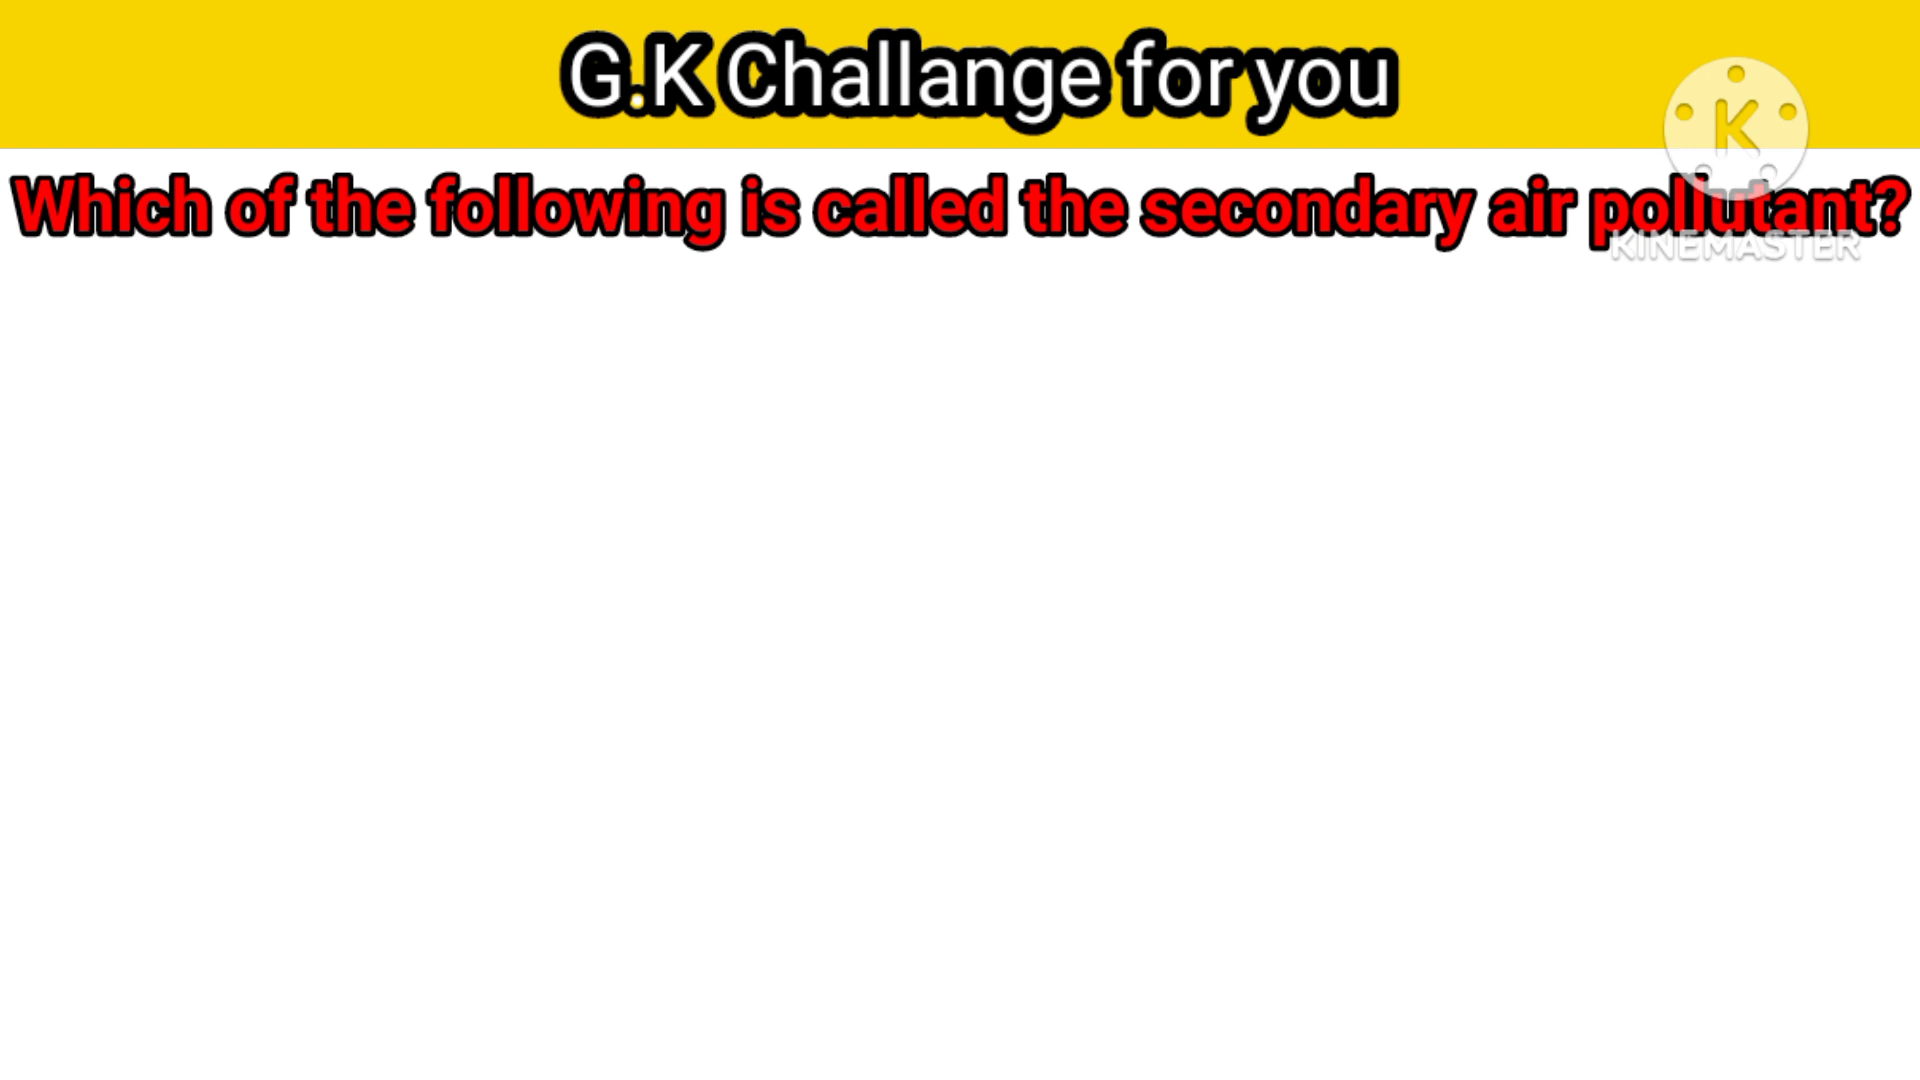 G.K Challange for you
K
Which of the following is called the secondary air pollutant?
KINEMASTER